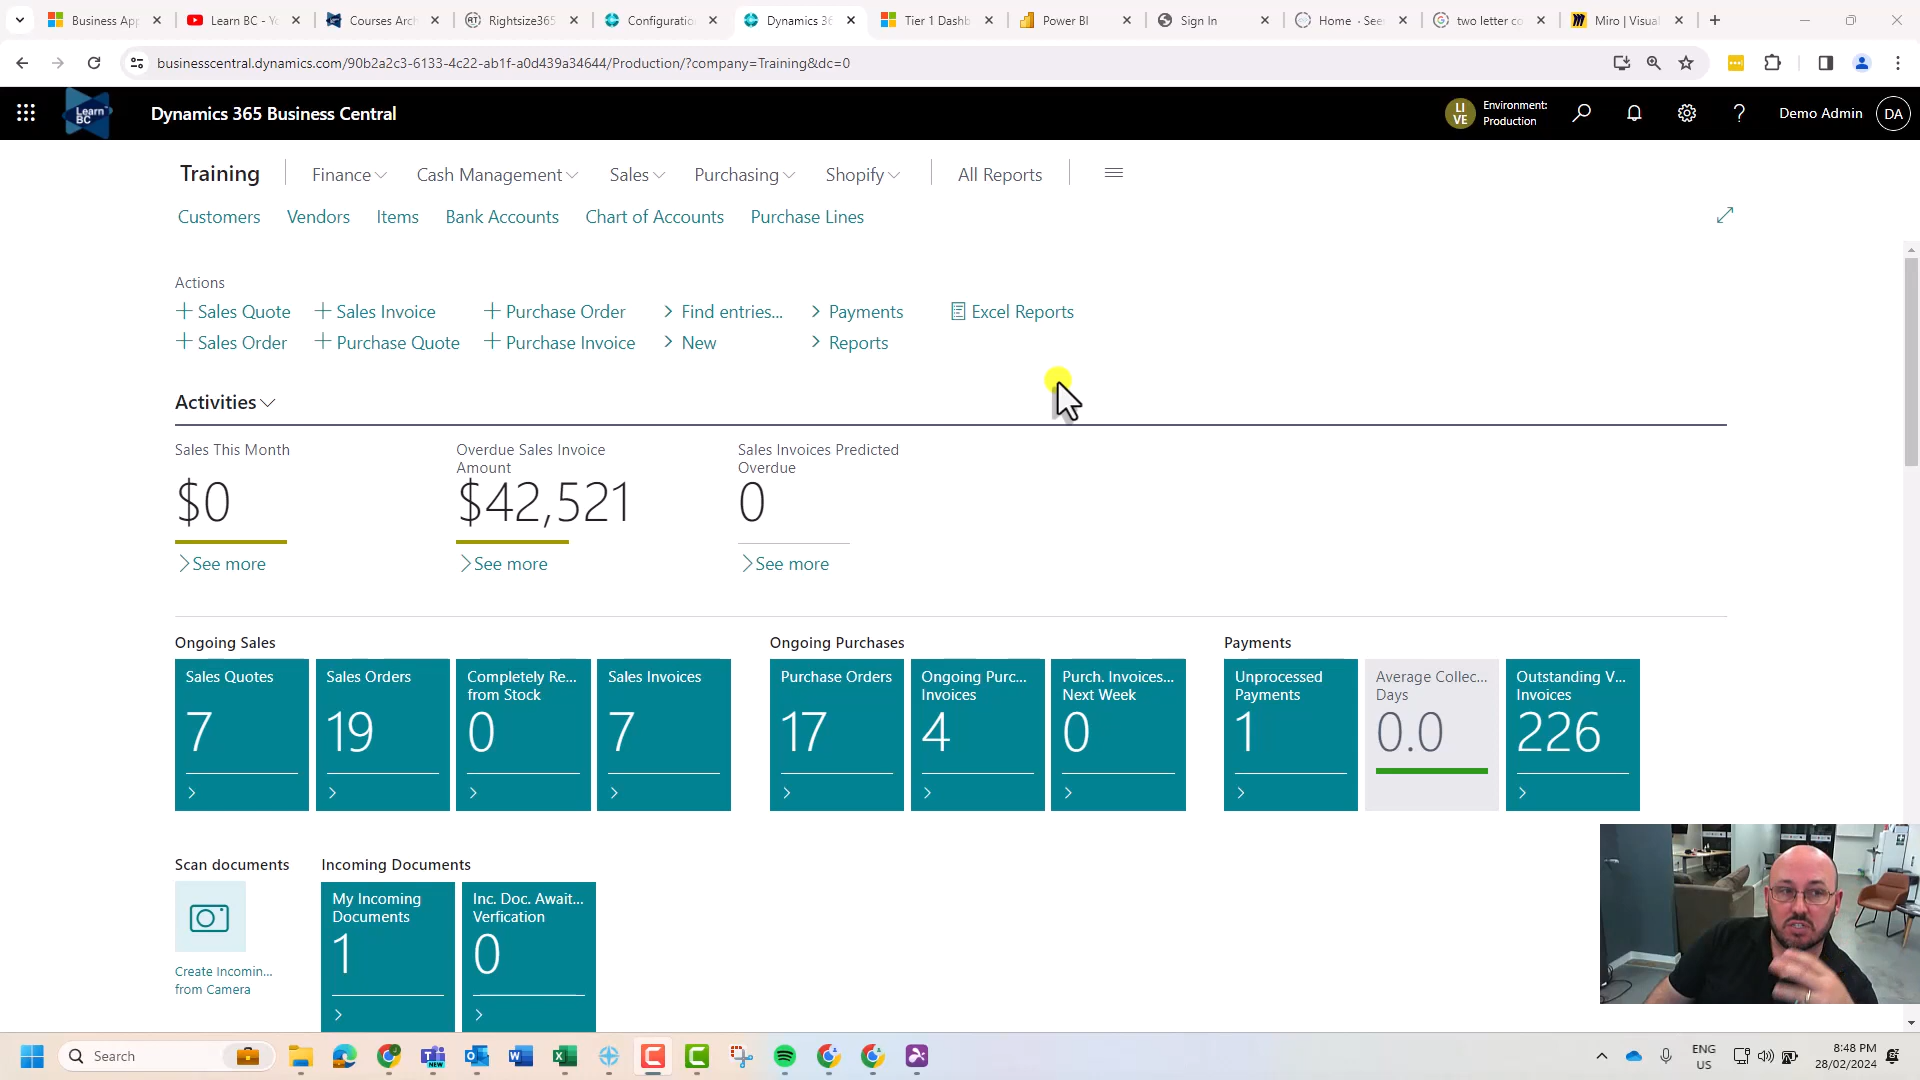 Business App
Learn BC - Yo
Courses Arch
Rightsize365
Configuratio
Dynamics 36
Tier 1 Dashb
Power BI
Sign In
Home - See
two letter co
Miro | Visual
businesscentral.dynamics.com/90b2a2c3-6133-4c22-ab1f-a0d439a34644/Production/?company=Training&dc=0
Learn BC
Dynamics 365 Business Central
LIVE
Environment:
Production
?
Demo Admin
DA
Training
Finance
Cash Management
Sales
Purchasing
Shopify
All Reports
Customers
Vendors
Items
Bank Accounts
Chart of Accounts
Purchase Lines
Actions
+ Sales Quote
+ Sales Invoice
+ Purchase Order
> Find entries...
> Payments
Excel Reports
+ Sales Order
+ Purchase Quote
+ Purchase Invoice
> New
> Reports
Activities
Sales This Month
$0
>See more
Overdue Sales Invoice
Amount
$42,521
>See more
Sales Invoices Predicted
Overdue
0
>See more
Ongoing Sales
Sales Quotes
7
Sales Orders
19
Completely Re...
from Stock
0
Sales Invoices
7
Ongoing Purchases
Purchase Orders
17
Ongoing Purc...
Invoices
4
Purch. Invoices...
Next Week
0
Payments
Unprocessed
Payments
1
Average Collec...
Days
0.0
Outstanding V...
Invoices
226
Scan documents
Create Incomin...
from Camera
Incoming Documents
My Incoming
Documents
1
Inc. Doc. Await...
Verfication
0
Search
NEW
ENG
US
8:48 PM
28/02/2024